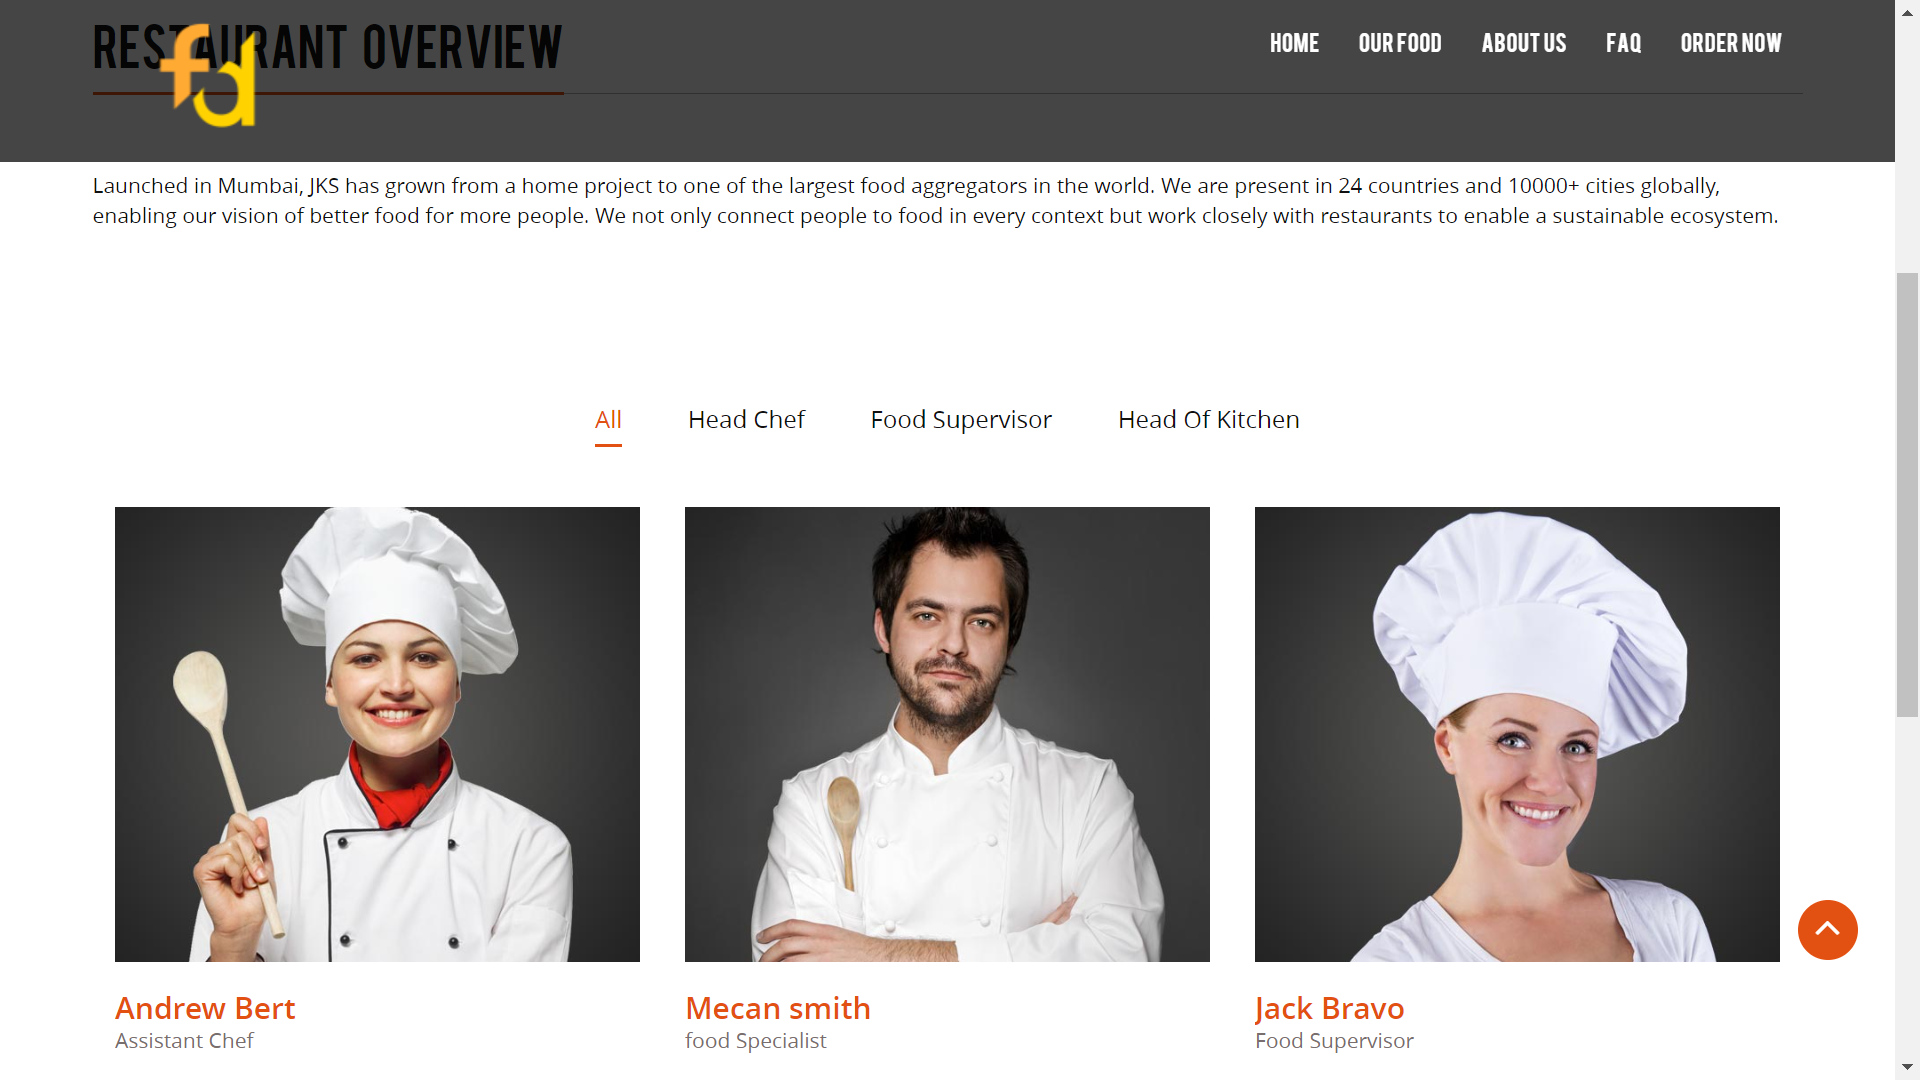 RESTAURANT OVERVIEW
fd
HOME OUR FOOD ABOUT US FAQ ORDER NOW
Launched in Mumbai, JKS has grown from a home project to one of the largest food aggregators in the world. We are present in 24 countries and 10000+ cities globally,
enabling our vision of better food for more people. We not only connect people to food in every context but work closely with restaurants to enable a sustainable ecosystem.
All Head Chef Food Supervisor Head Of Kitchen
Andrew Bert
Assistant Chef
Mecan smith
food Specialist
Jack Bravo
Food Supervisor